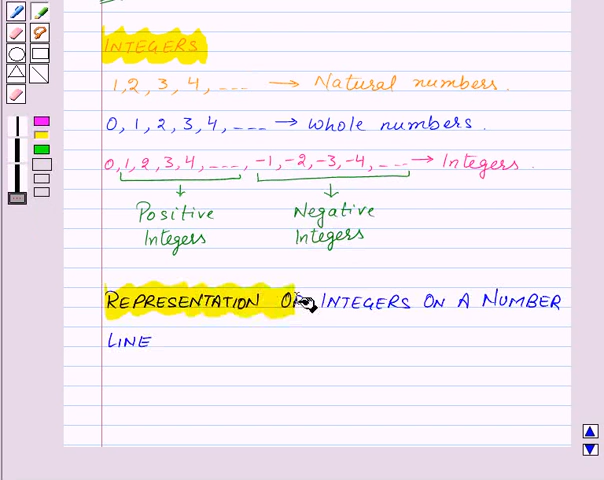 INTEGERS
1, 2, 3, 4, ---- → Natural numbers.
0, 1, 2, 3, 4, ---- → whole numbers.
0, 1, 2, 3, 4, ----, -1, -2, -3, -4, ---- → Integers.
Positive Integers
Negative Integers
REPRESENTATION OF INTEGERS ON A NUMBER
LINE